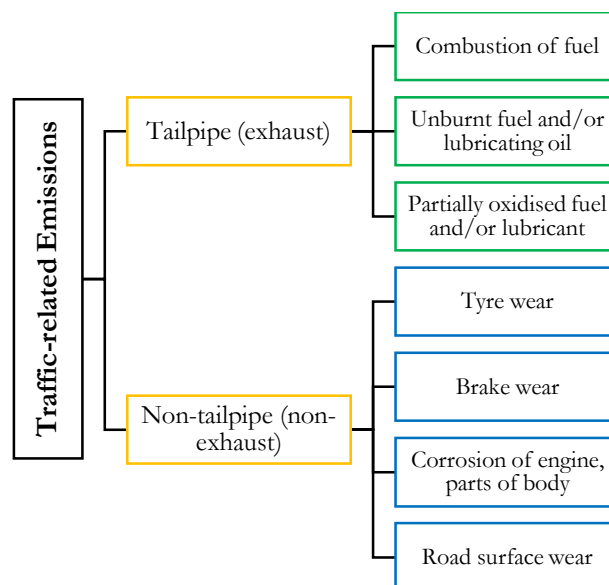 Traffic-related Emissions
Tailpipe (exhaust)
Combustion of fuel
Unburnt fuel and/or
lubricating oil
Partially oxidised fuel
and/or lubricant
Non-tailpipe (non-
exhaust)
Tyre wear
Brake wear
Corrosion of engine,
parts of body
Road surface wear